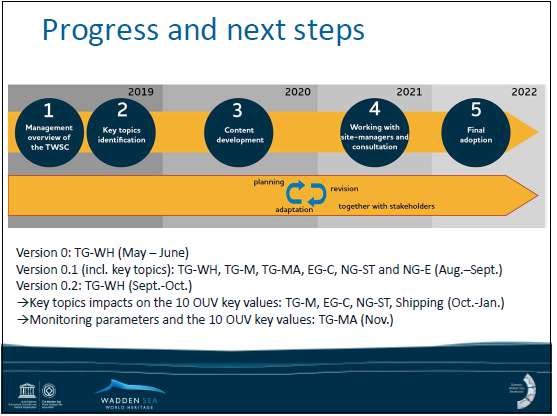 Progress and next steps
2019
2020
2021
2022
1
Management
overview of
the TWSC
2
Key topics
identification
3
Content
development
4
Working with
site-managers and
consultation
5
Final
adoption
planning
revision
adaptation
together with stakeholders
Version 0: TG-WH (May – June)
Version 0.1 (incl. key topics): TG-WH, TG-M, TG-MA, EG-C, NG-ST and NG-E (Aug.–Sept.)
Version 0.2: TG-WH (Sept.-Oct.)
→Key topics impacts on the 10 OUV key values: TG-M, EG-C, NG-ST, Shipping (Oct.-Jan.)
→Monitoring parameters and the 10 OUV key values: TG-MA (Nov.)
WADDEN SEA
WORLD HERITAGE